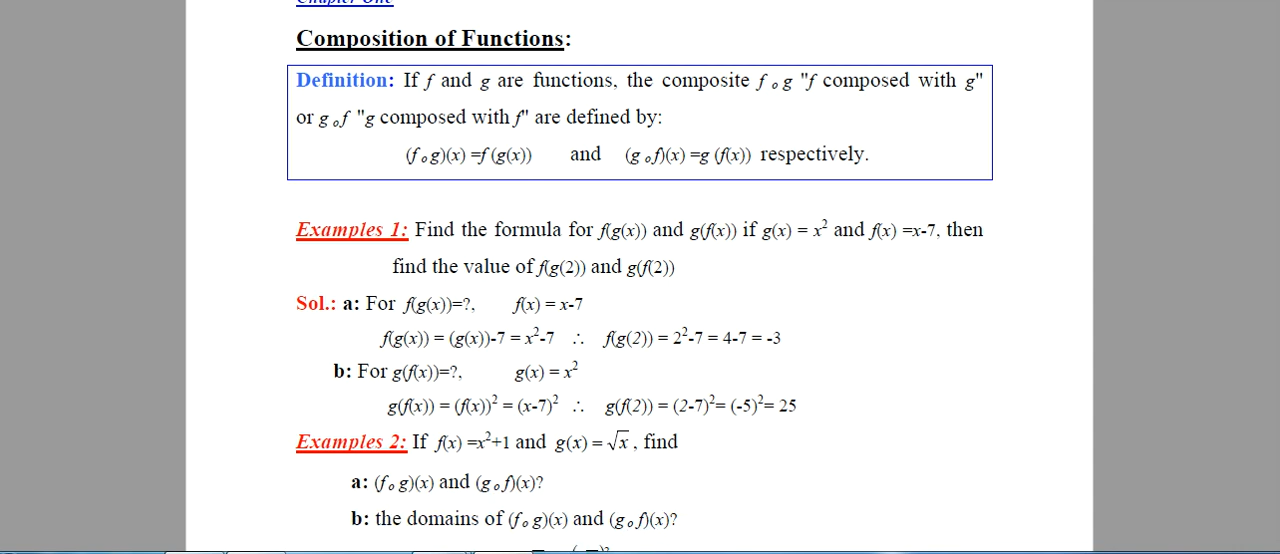 Composition of Functions:
Definition: If f and g are functions, the composite f ∘ g "f composed with g"
or g ∘ f "g composed with f" are defined by:
(f ∘ g)(x) =f (g(x)) and (g ∘ f)(x) =g (f(x)) respectively.
Examples 1: Find the formula for f(g(x)) and g(f(x)) if g(x) = x² and f(x) =x-7, then
find the value of f(g(2)) and g(f(2))
Sol.: a: For f(g(x))=?, f(x) = x-7
f(g(x)) = (g(x))-7 = x²-7 ∴ f(g(2)) = 2²-7 = 4-7 = -3
b: For g(f(x))=?, g(x) = x²
g(f(x)) = (f(x))² = (x-7)² ∴ g(f(2)) = (2-7)²= (-5)²= 25
Examples 2: If f(x) =x²+1 and g(x) = √x , find
a: (f ∘ g)(x) and (g ∘ f)(x)?
b: the domains of (f ∘ g)(x) and (g ∘ f)(x)?